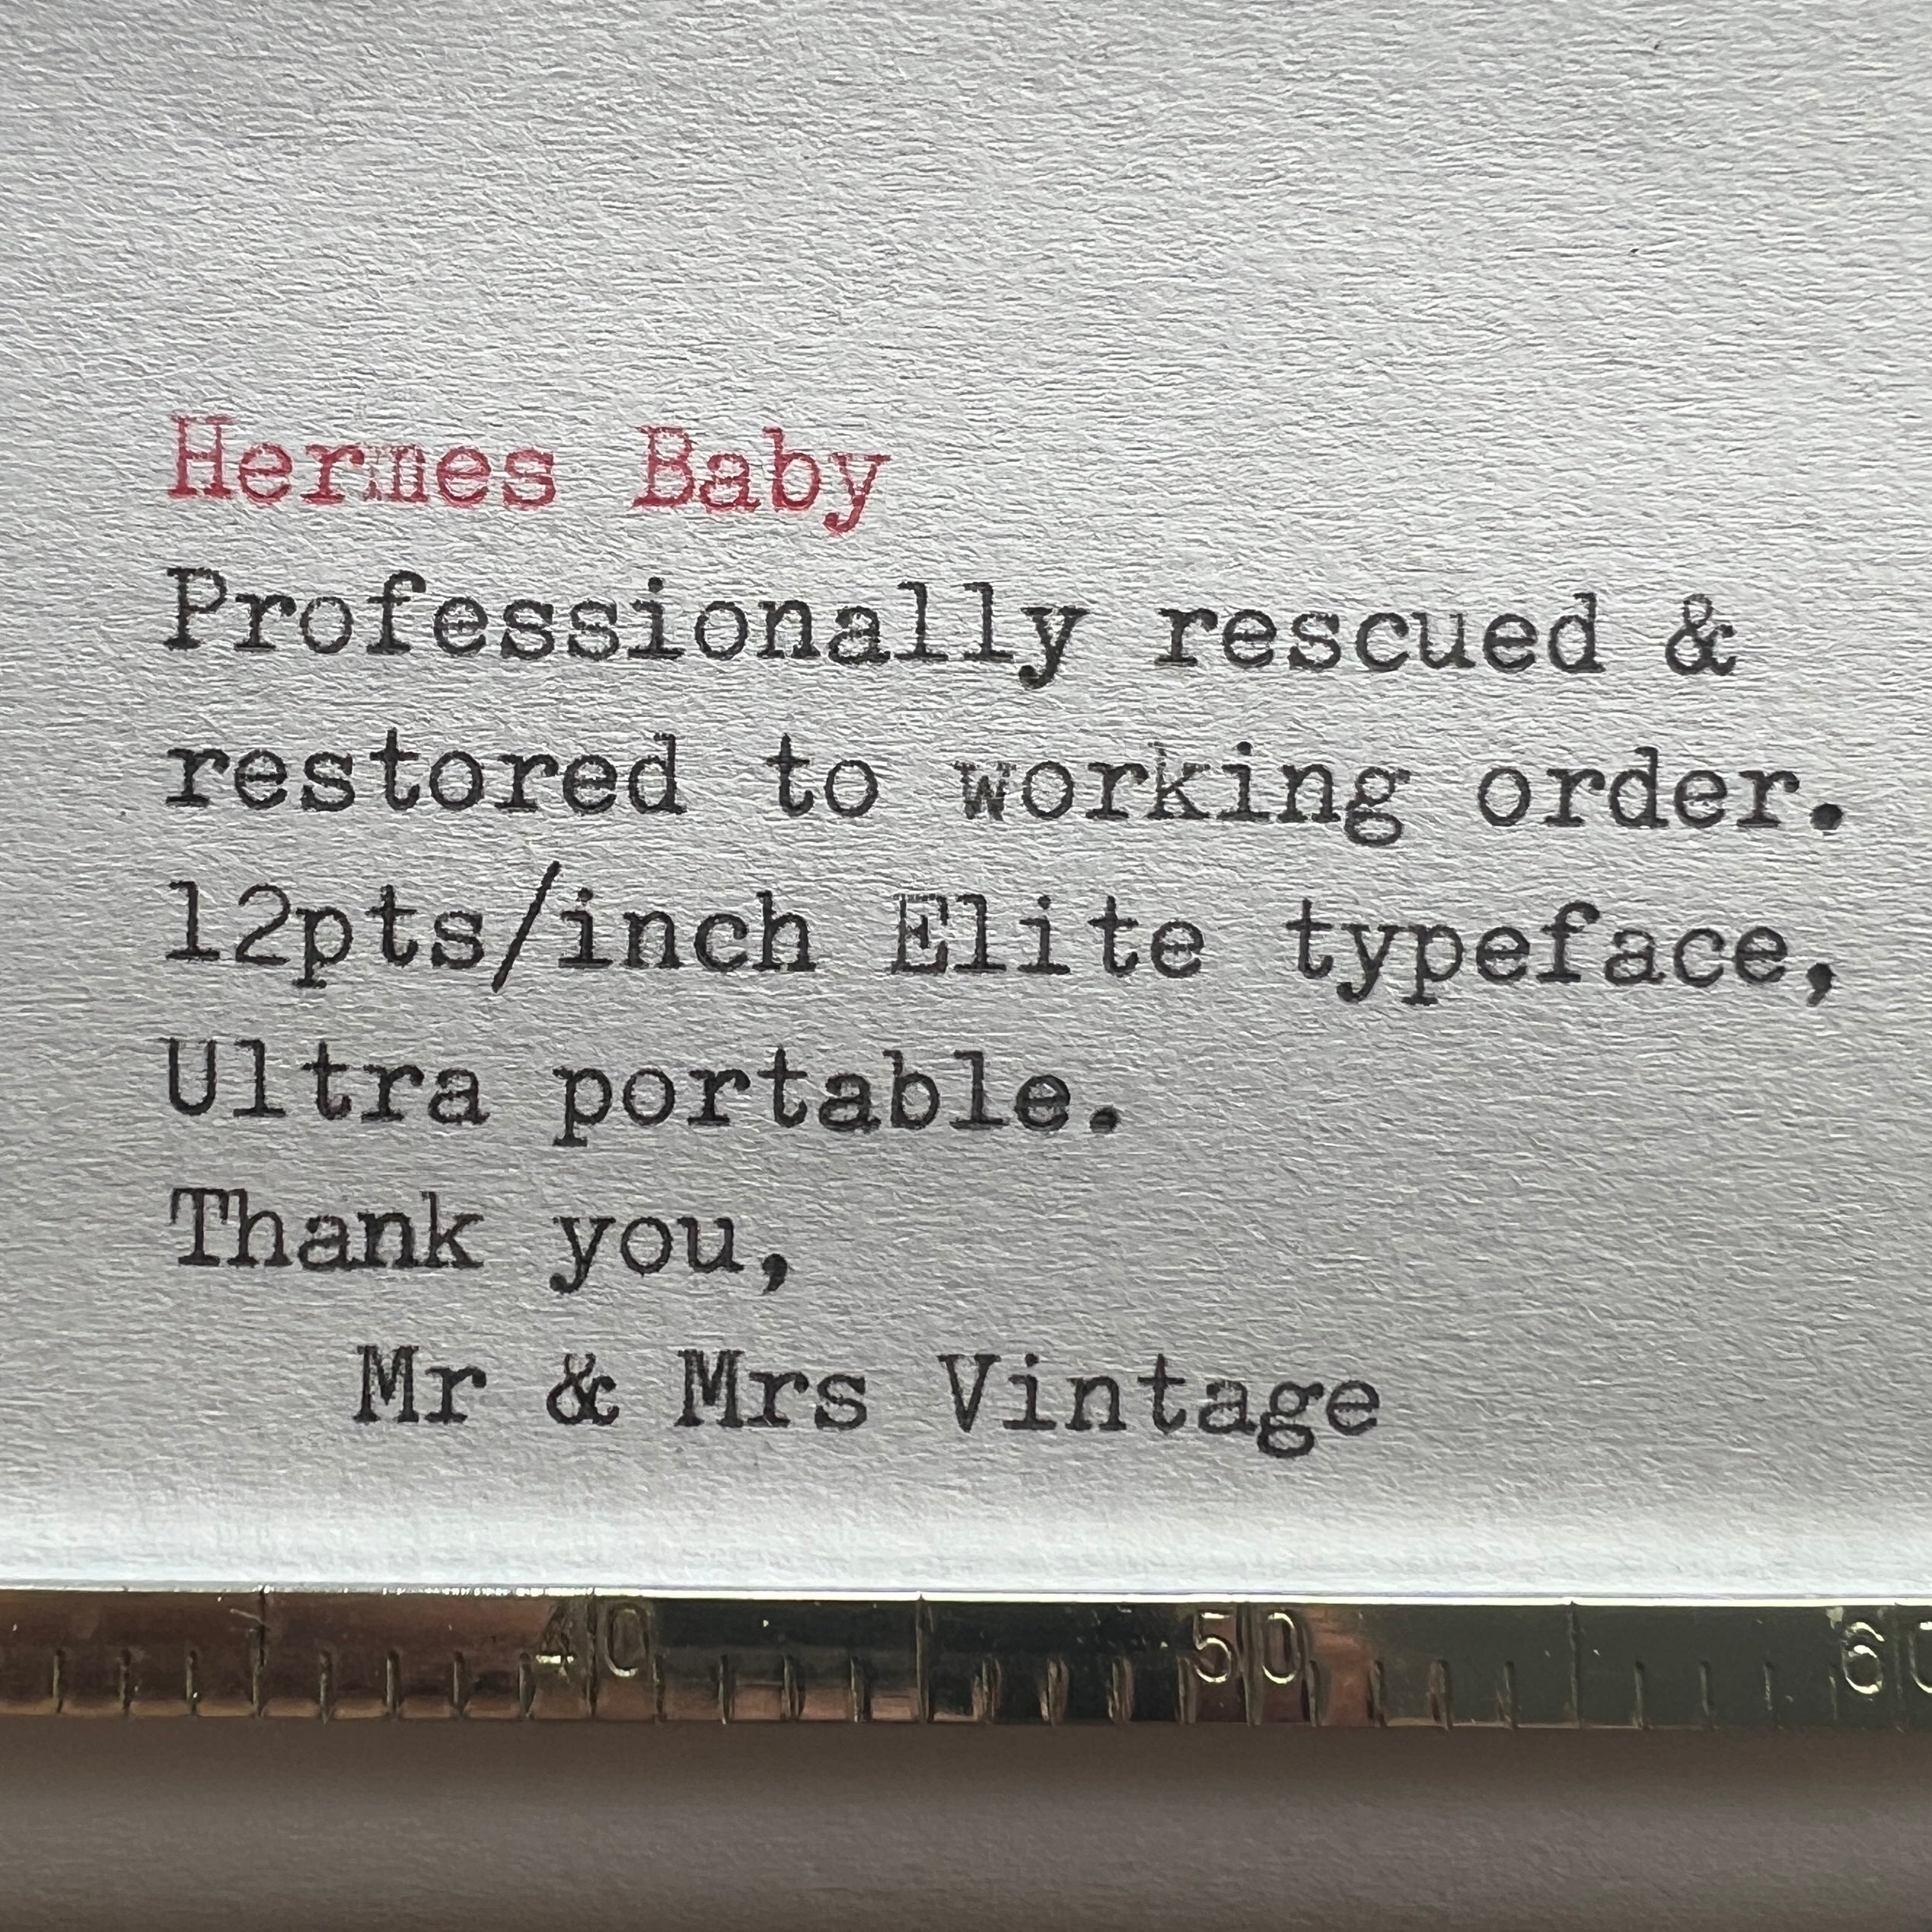 Hermes Baby
Professionally rescued &
restored to working order.
12pts/inch Elite typeface,
Ultra portable.
Thank you,
Mr & Mrs Vintage
40 50 60